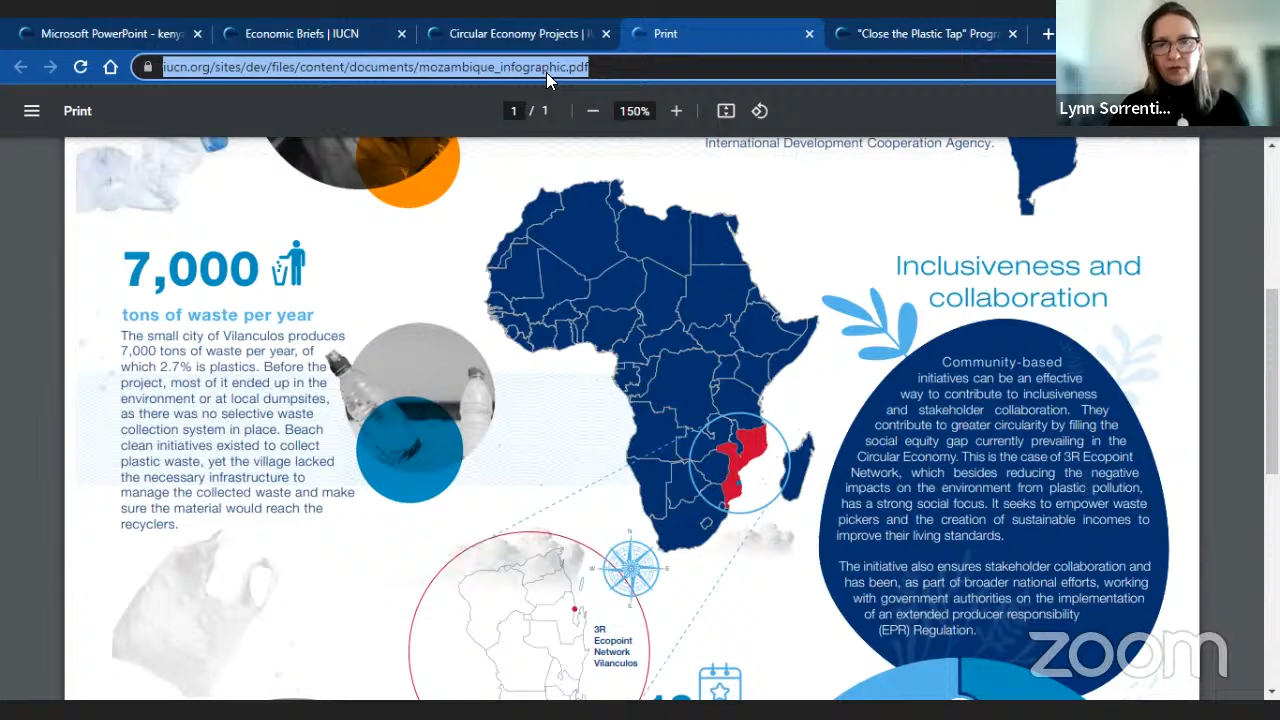 Microsoft PowerPoint - keny
Economic Briefs | IUCN
Circular Economy Projects |
Print
"Close the Plastic Tap" Progr
iucn.org/sites/dev/files/content/documents/mozambique_infographic.pdf
Print
1 / 1
150%
Lynn Sorrenti...
International Development Cooperation Agency.
7,000
tons of waste per year
The small city of Vilanculos produces
7,000 tons of waste per year, of
which 2.7% is plastics. Before the
project, most of it ended up in the
environment or at local dumpsites,
as there was no selective waste
collection system in place. Beach
clean initiatives existed to collect
plastic waste, yet the village lacked
the necessary infrastructure to
manage the collected waste and make
sure the material would reach the
recyclers.
N
W
E
3R
Ecopoint
Network
Vilanculos
Inclusiveness and
collaboration
Community-based
initiatives can be an effective
way to contribute to inclusiveness
and stakeholder collaboration. They
contribute to greater circularity by filling the
social equity gap currently prevailing in the
Circular Economy. This is the case of 3R Ecopoint
Network, which besides reducing the negative
impacts on the environment from plastic pollution,
has a strong social focus. It seeks to empower waste
pickers and the creation of sustainable incomes to
improve their living standards.
The initiative also ensures stakeholder collaboration and
has been, as part of broader national efforts, working
with government authorities on the implementation
of an extended producer responsibility
(EPR) Regulation.
zoom